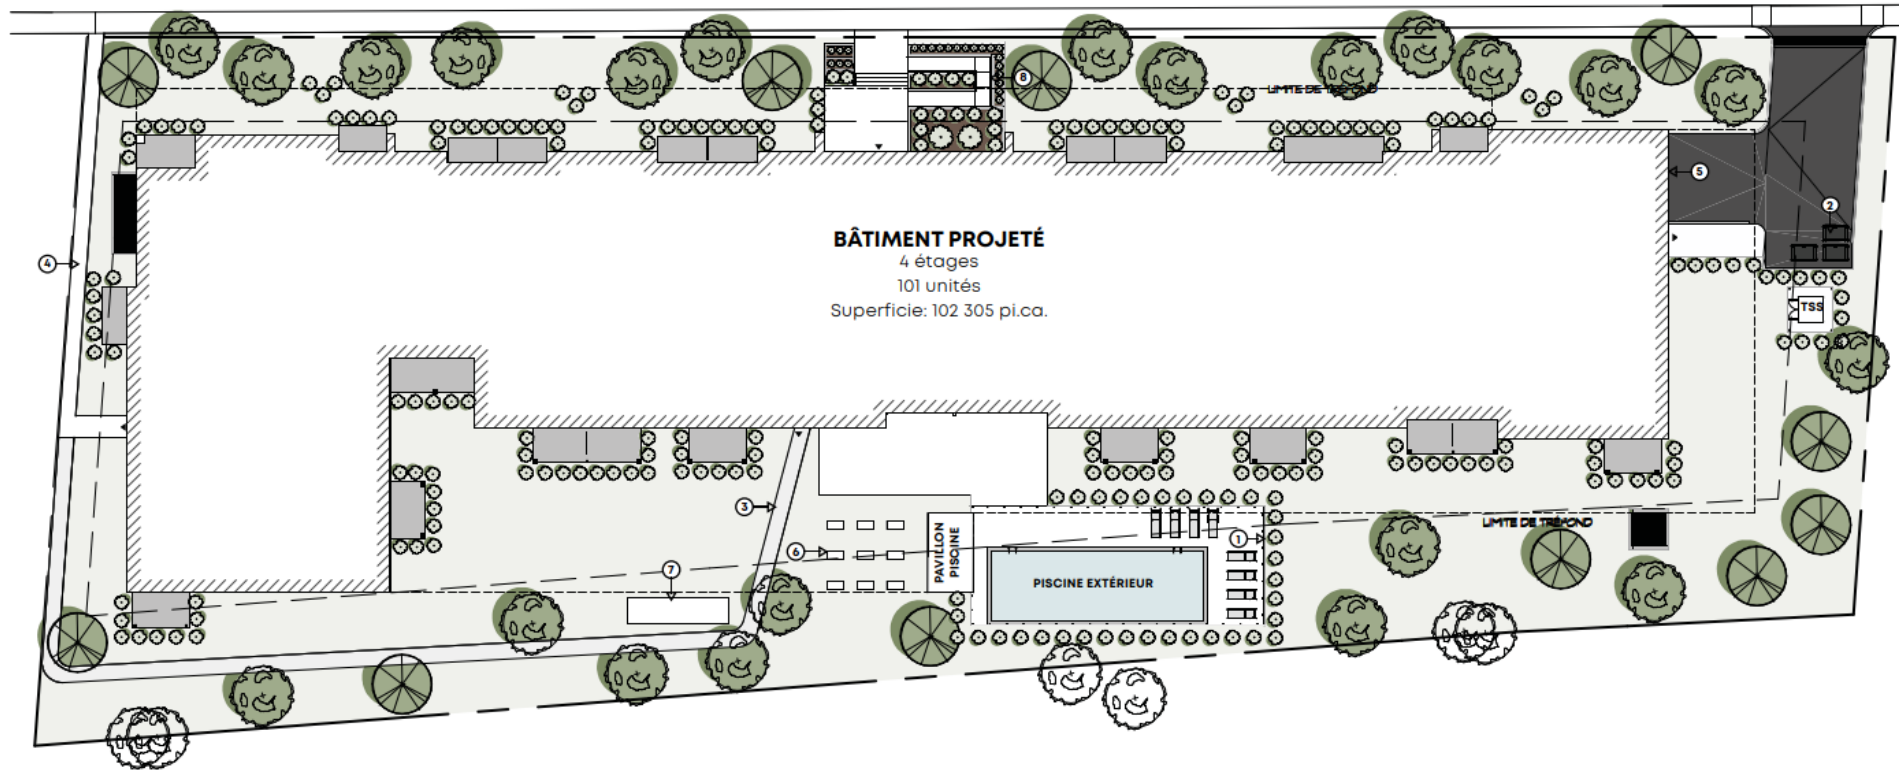 8
LIMITE DE TRÉFOND
5
2
4
BÂTIMENT PROJETÉ
4 étages
101 unités
Superficie: 102 305 pi.ca.
TSS
3
LIMITE DE TRÉFOND
1
6
PAVILLON
PISCINE
7
PISCINE EXTÉRIEUR